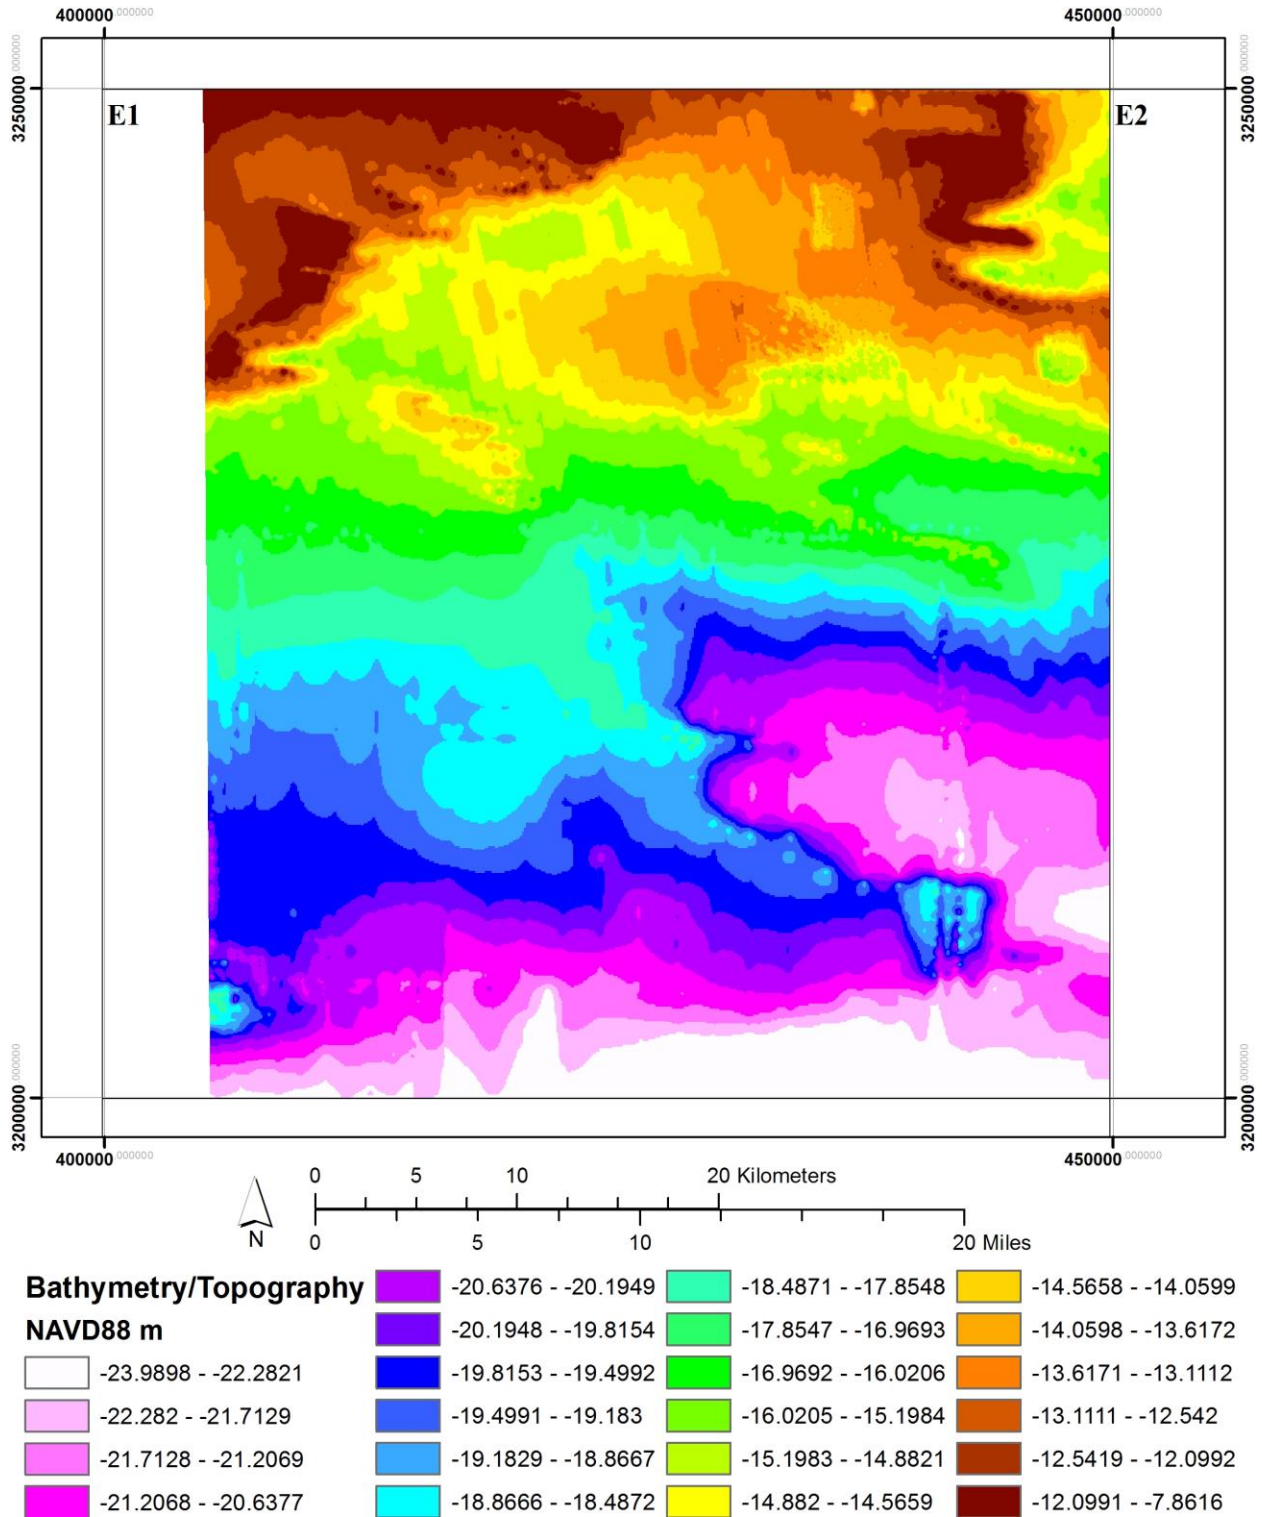 400000.000000 450000.000000
3250000.000000 3250000.000000
E1 E2
3200000.000000 3200000.000000
400000.000000 450000.000000
0 5 10 20 Kilometers
N
0 5 10 20 Miles
Bathymetry/Topography
NAVD88 m
-23.9898 - -22.2821
-22.282 - -21.7129
-21.7128 - -21.2069
-21.2068 - -20.6377
-20.6376 - -20.1949
-20.1948 - -19.8154
-19.8153 - -19.4992
-19.4991 - -19.183
-19.1829 - -18.8667
-18.8666 - -18.4872
-18.4871 - -17.8548
-17.8547 - -16.9693
-16.9692 - -16.0206
-16.0205 - -15.1984
-15.1983 - -14.8821
-14.882 - -14.5659
-14.5658 - -14.0599
-14.0598 - -13.6172
-13.6171 - -13.1112
-13.1111 - -12.542
-12.5419 - -12.0992
-12.0991 - -7.8616